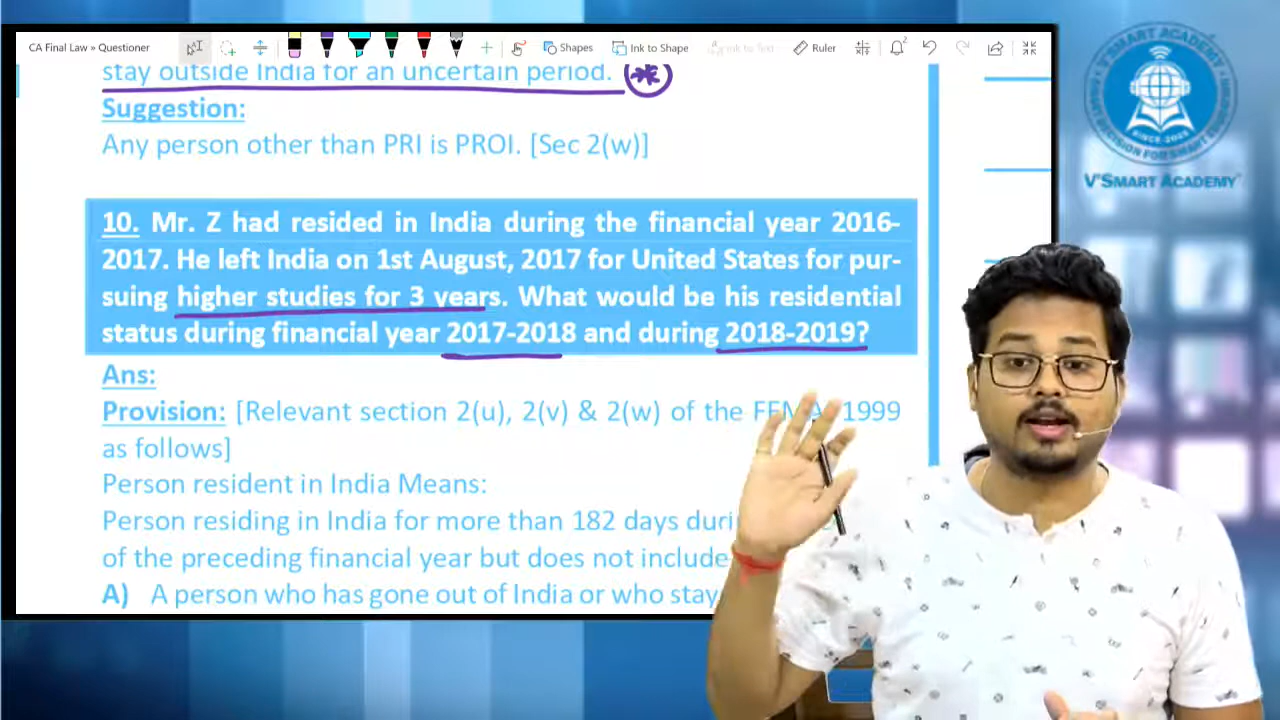 CA Final Law » Questioner
Shapes
Ink to Shape
Ruler
stay outside India for an uncertain period.
Suggestion:
Any person other than PRI is PROI. [Sec 2(w)]
10. Mr. Z had resided in India during the financial year 2016-
2017. He left India on 1st August, 2017 for United States for pur-
suing higher studies for 3 years. What would be his residential
status during financial year 2017-2018 and during 2018-2019?
Ans:
Provision: [Relevant section 2(u), 2(v) & 2(w) of the FEMA, 1999
as follows]
Person resident in India Means:
Person residing in India for more than 182 days duri
of the preceding financial year but does not include
A) A person who has gone out of India or who stay
SINCE 2023
V'SMART ACADEMY